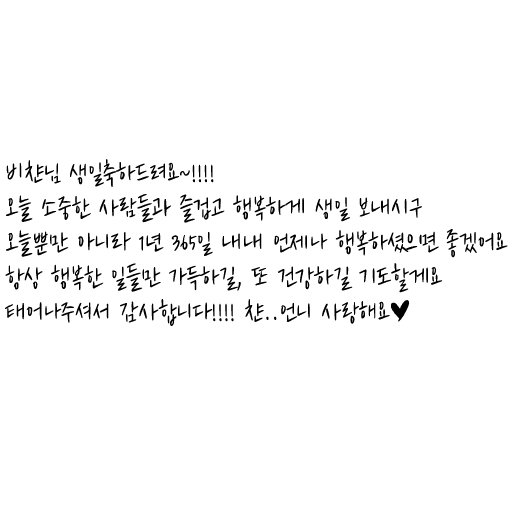 비챤님 생일축하드려요~!!!!
오늘 소중한 사람들과 즐겁고 행복하게 생일 보내시구
오늘뿐만 아니라 1년 365일 내내 언제나 행복하셨으면 좋겠어요
항상 행복한 일들만 가득하길, 또 건강하길 기도할게요
태어나주셔서 감사합니다!!!! 챤..언니 사랑해요♥